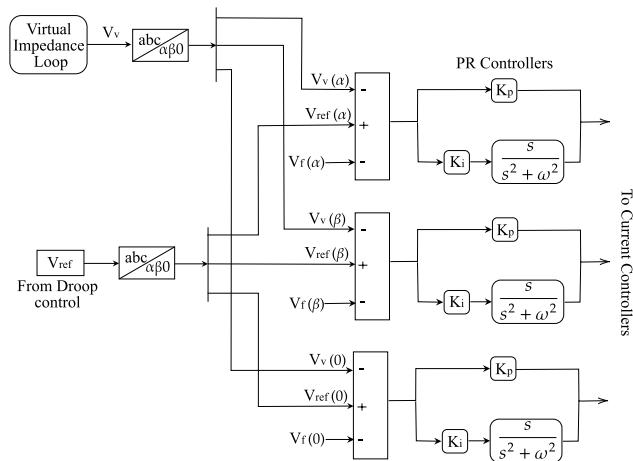 Virtual
Impedance
Loop
Vv
abc
αβ0
PR Controllers
Vv(α)
-
Vref(α)
+
Vf(α)
-
Kp
Ki
s
s² + ω²
Vv(β)
-
Vref(β)
+
Vf(β)
-
Kp
Ki
s
s² + ω²
Vref
From Droop
control
abc
αβ0
Vv(0)
-
Vref(0)
+
Vf(0)
-
Kp
Ki
s
s² + ω²
To Current Controllers